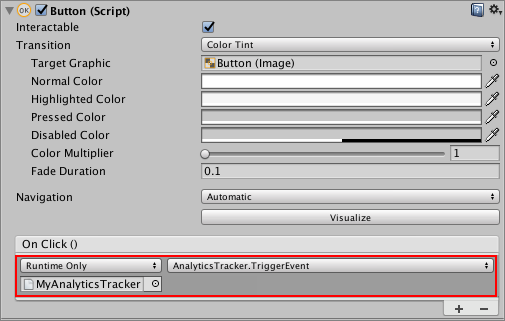 Button (Script)
Interactable
Transition Color Tint
Target Graphic Button (Image)
Normal Color
Highlighted Color
Pressed Color
Disabled Color
Color Multiplier 1
Fade Duration 0.1
Navigation Automatic
Visualize
On Click ()
Runtime Only AnalyticsTracker.TriggerEvent
MyAnalyticsTracker
+ −